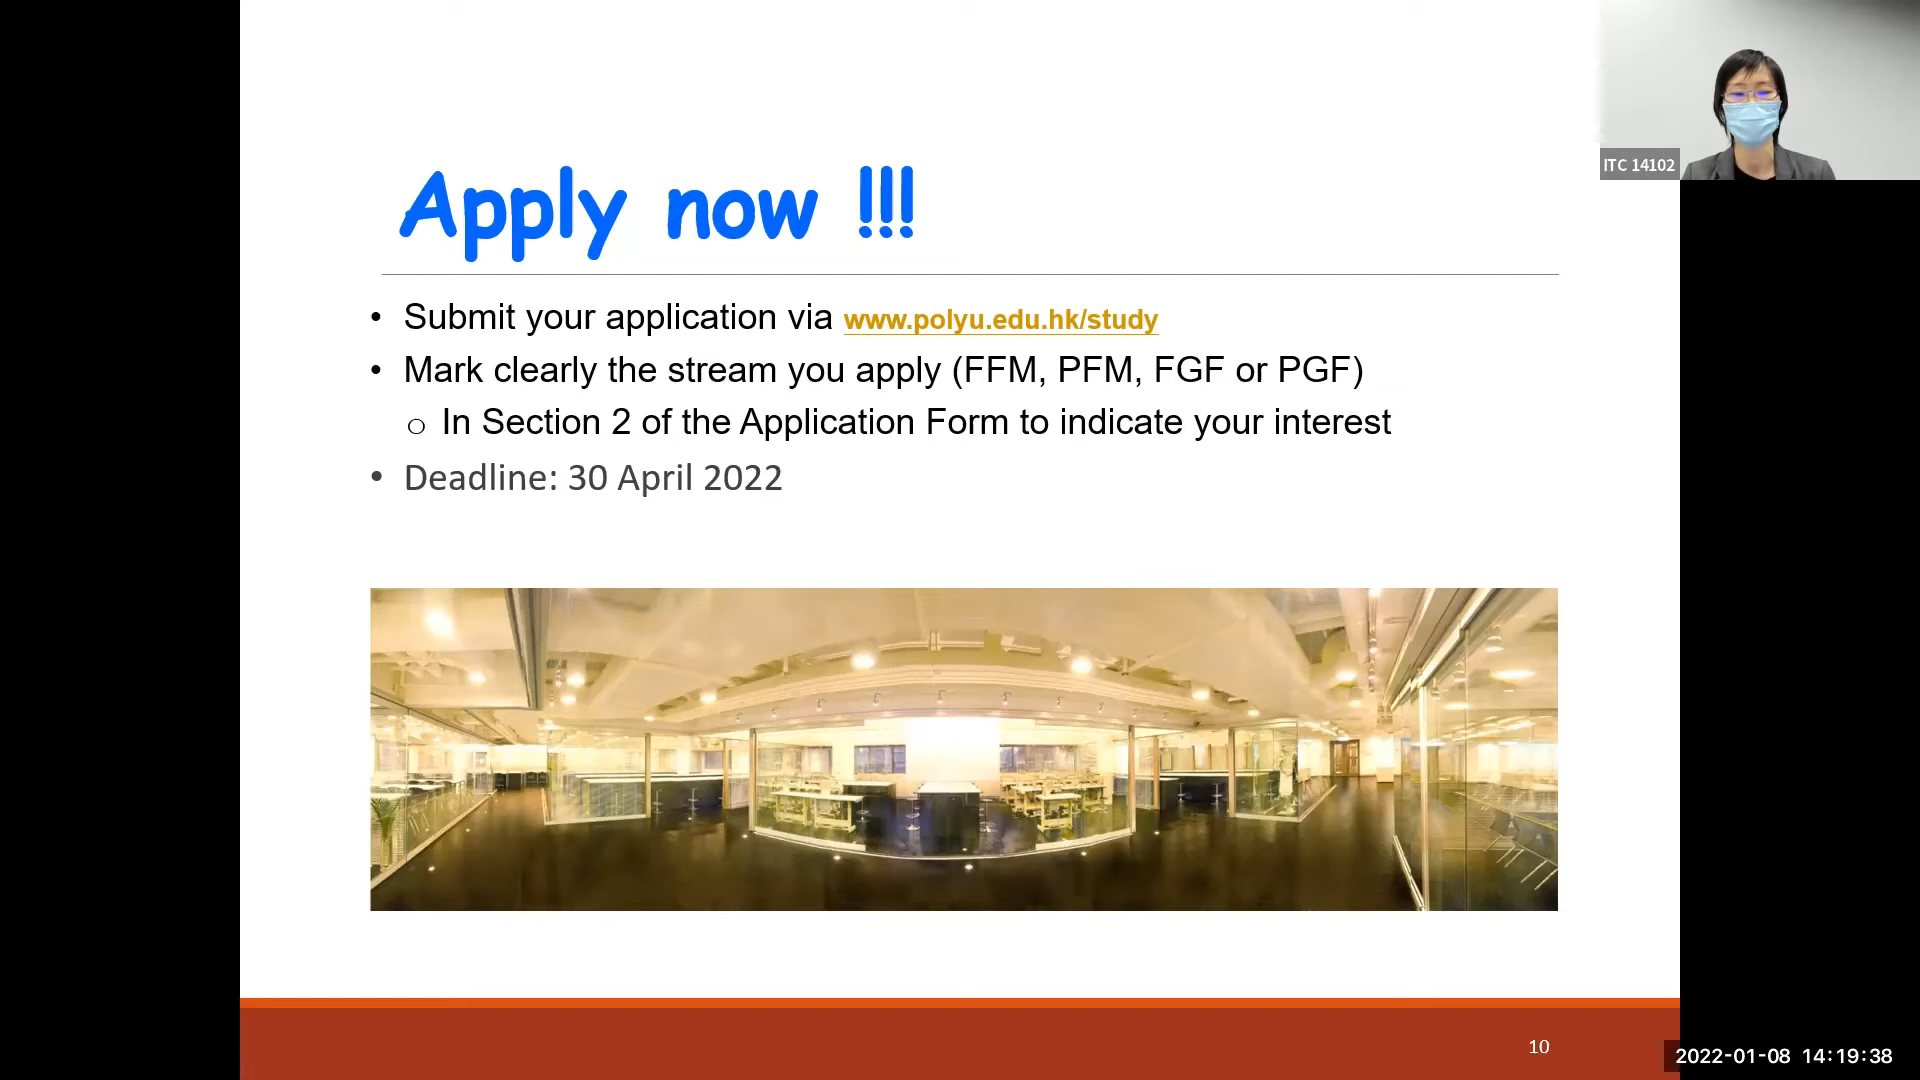 ITC 14102
Apply now !!!
• Submit your application via www.polyu.edu.hk/study
• Mark clearly the stream you apply (FFM, PFM, FGF or PGF)
o In Section 2 of the Application Form to indicate your interest
• Deadline: 30 April 2022
10
2022-01-08 14:19:38